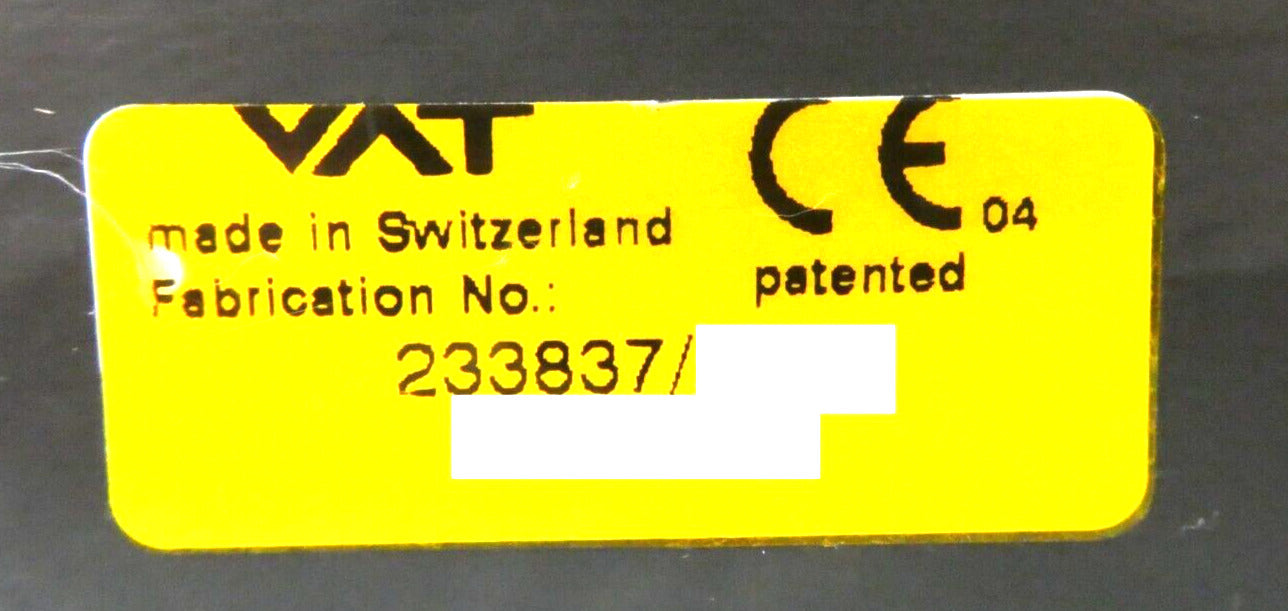 VAT CE 04
made in Switzerland
patented
Fabrication No.:
233837/